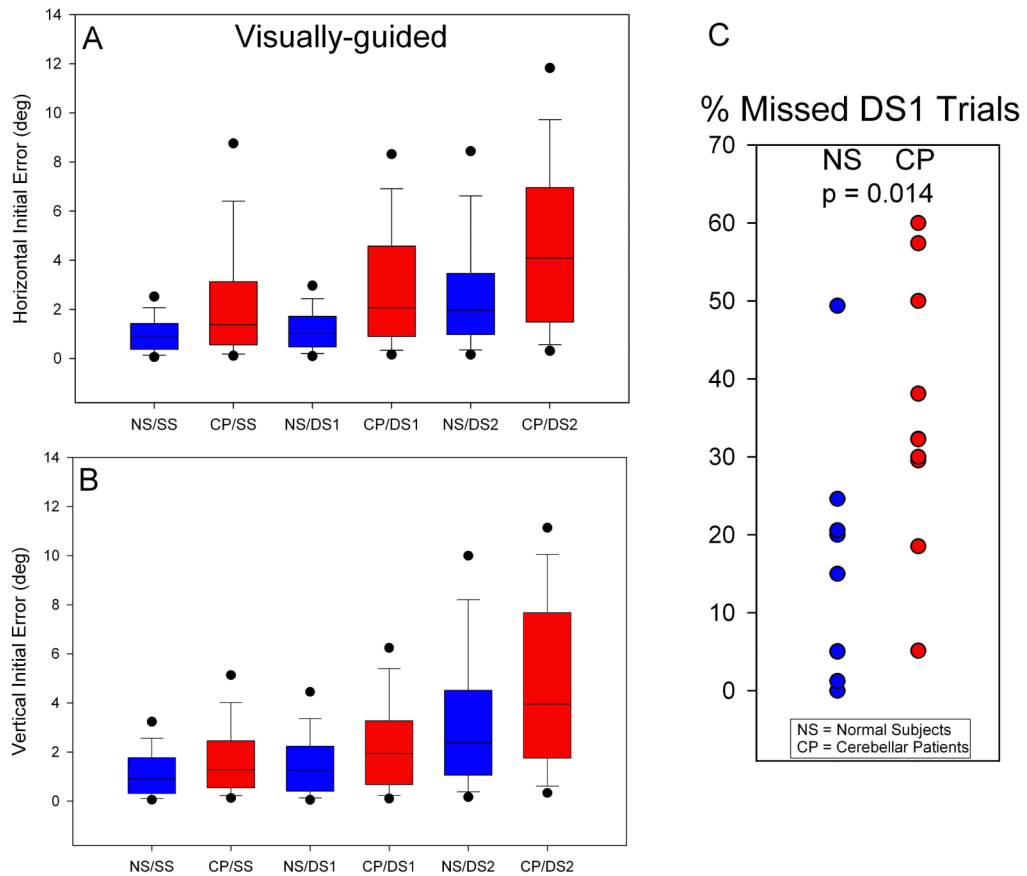 A
Visually-guided
Horizontal Initial Error (deg)
14
12
10
8
6
4
2
0
NS/SS CP/SS NS/DS1 CP/DS1 NS/DS2 CP/DS2
B
Vertical Initial Error (deg)
14
12
10
8
6
4
2
0
NS/SS CP/SS NS/DS1 CP/DS1 NS/DS2 CP/DS2
C
% Missed DS1 Trials
NS CP
p = 0.014
70
60
50
40
30
20
10
0
NS = Normal Subjects
CP = Cerebellar Patients